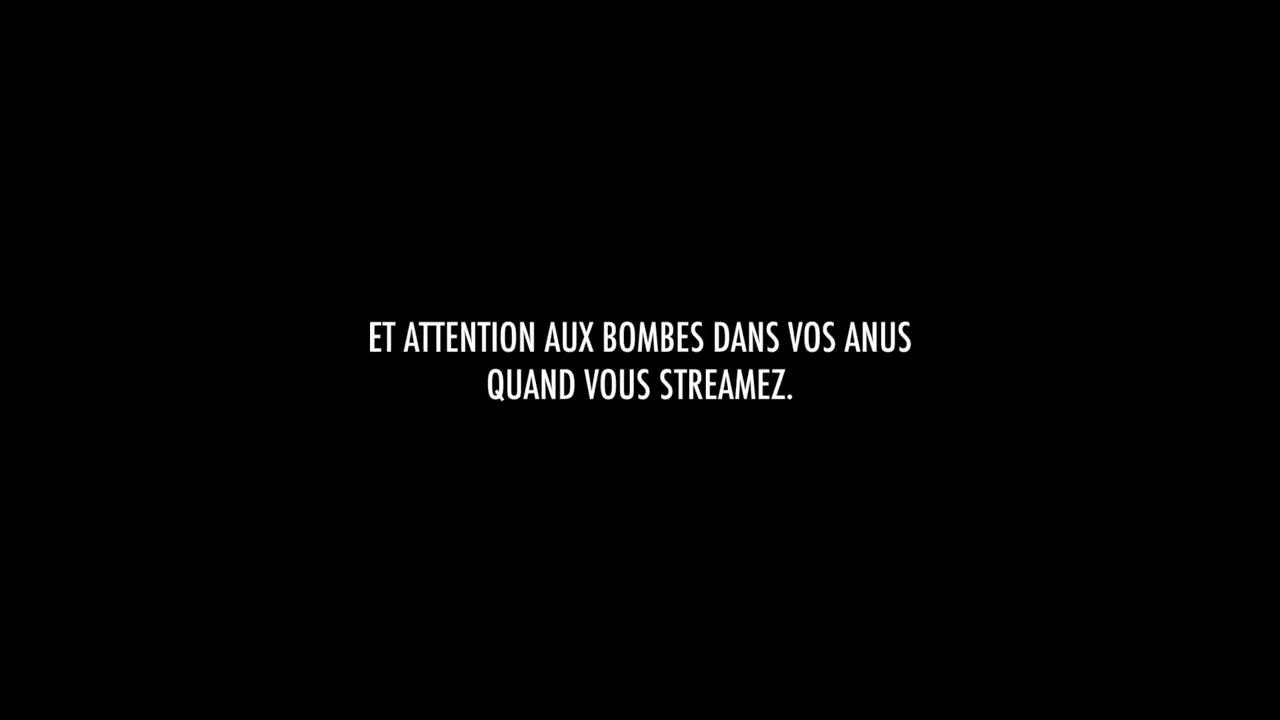 ET ATTENTION AUX BOMBES DANS VOS ANUS
QUAND VOUS STREAMEZ.